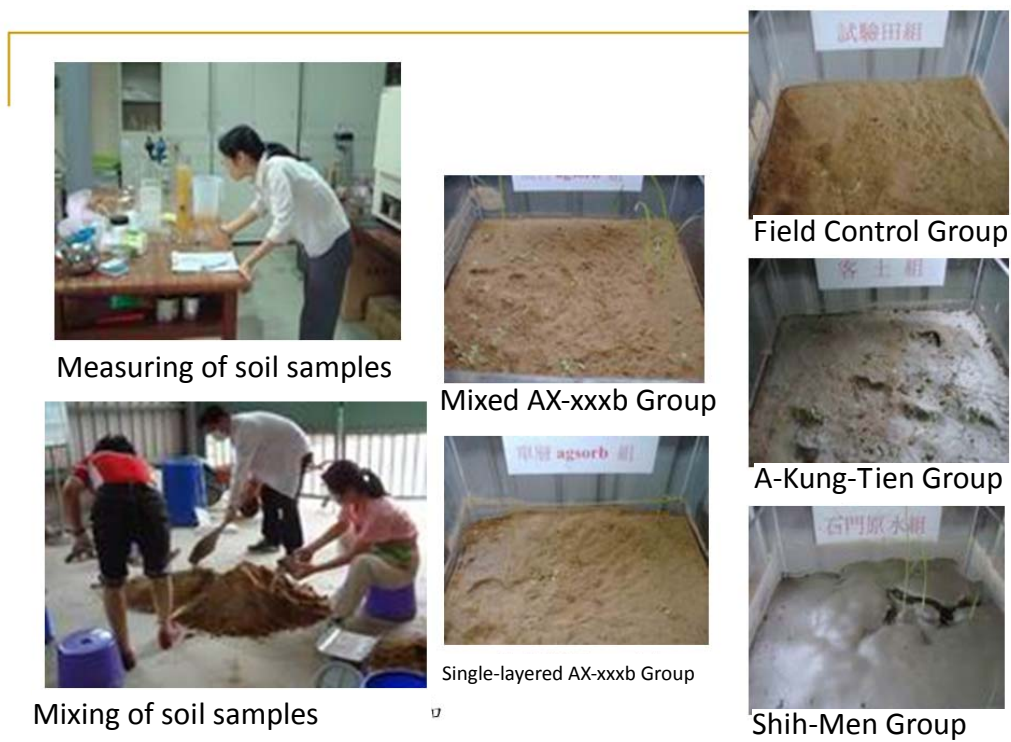 Measuring of soil samples
Mixing of soil samples
agsorb 組
Mixed AX-xxxb Group
單層 agsorb 組
Single-layered AX-xxxb Group
試驗田組
Field Control Group
客土組
A-Kung-Tien Group
石門原水組
Shih-Men Group